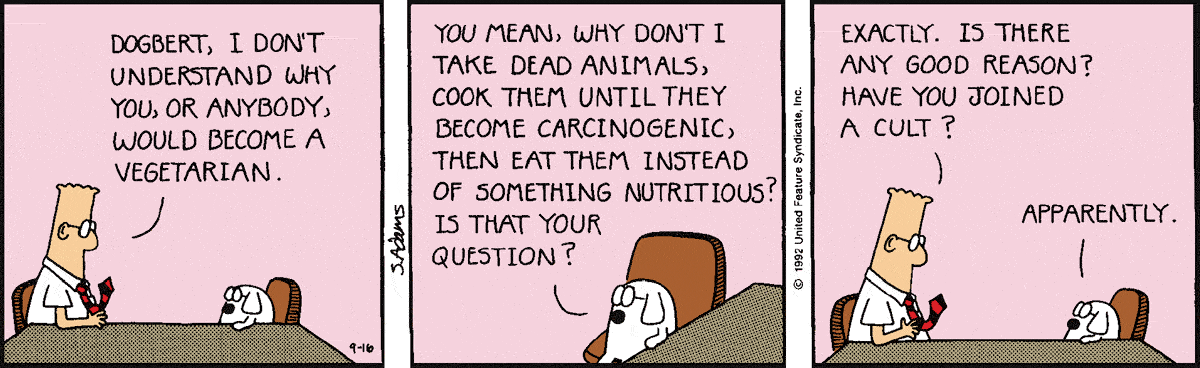 DOGBERT, I DON'T
UNDERSTAND WHY
YOU, OR ANYBODY,
WOULD BECOME A
VEGETARIAN.
9-16
S.Adams
YOU MEAN, WHY DON'T I
TAKE DEAD ANIMALS,
COOK THEM UNTIL THEY
BECOME CARCINOGENIC,
THEN EAT THEM INSTEAD
OF SOMETHING NUTRITIOUS?
IS THAT YOUR
QUESTION?
© 1992 United Feature Syndicate, Inc.
EXACTLY. IS THERE
ANY GOOD REASON?
HAVE YOU JOINED
A CULT?
APPARENTLY.